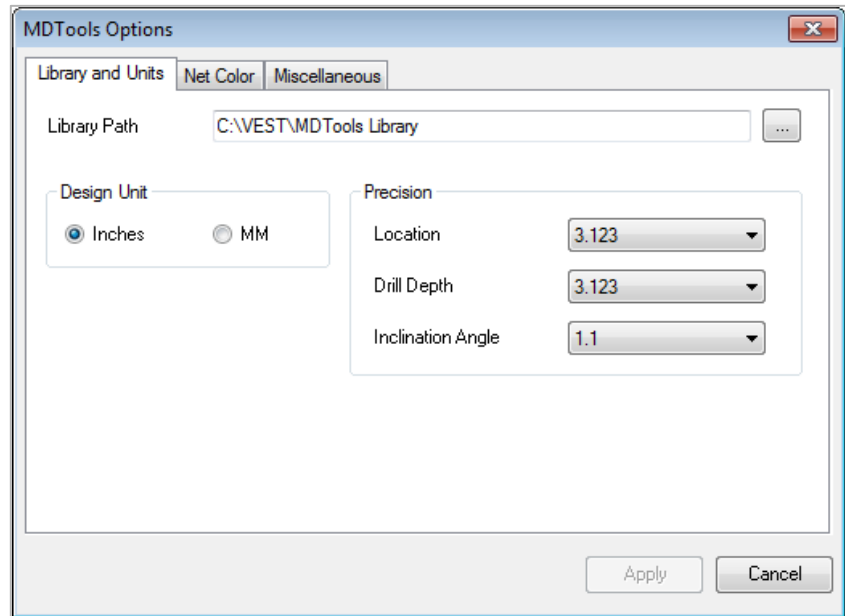 MDTools Options
Library and Units Net Color Miscellaneous
Library Path C:\VEST\MDTools Library ...
Design Unit Precision
Inches MM Location 3.123
Drill Depth 3.123
Inclination Angle 1.1
Apply Cancel